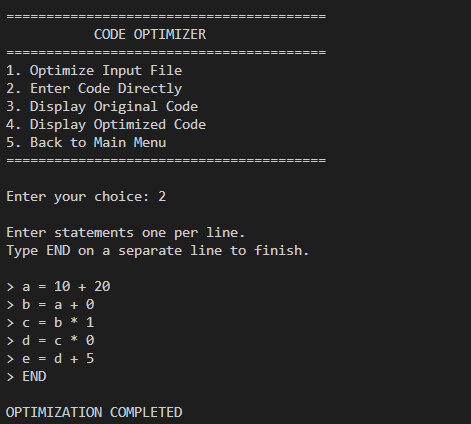 ========================================
CODE OPTIMIZER
========================================
1. Optimize Input File
2. Enter Code Directly
3. Display Original Code
4. Display Optimized Code
5. Back to Main Menu
========================================
Enter your choice: 2
Enter statements one per line.
Type END on a separate line to finish.
> a = 10 + 20
> b = a + 0
> c = b * 1
> d = c * 0
> e = d + 5
> END
OPTIMIZATION COMPLETED